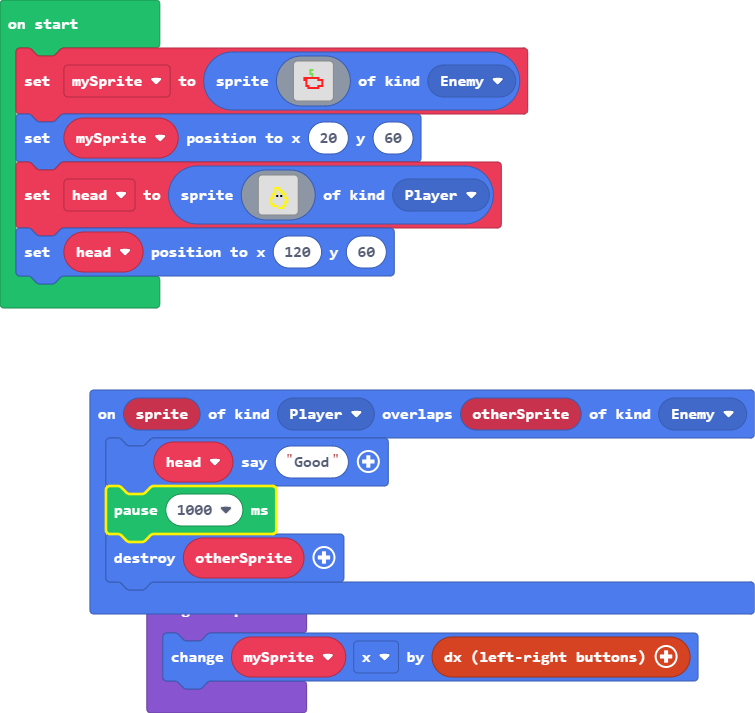 on start
set mySprite to sprite of kind Enemy
set mySprite position to x 20 y 60
set head to sprite of kind Player
set head position to x 120 y 60
on sprite of kind Player overlaps otherSprite of kind Enemy
head say "Good"
pause 1000 ms
destroy otherSprite
change mySprite x by dx (left-right buttons)